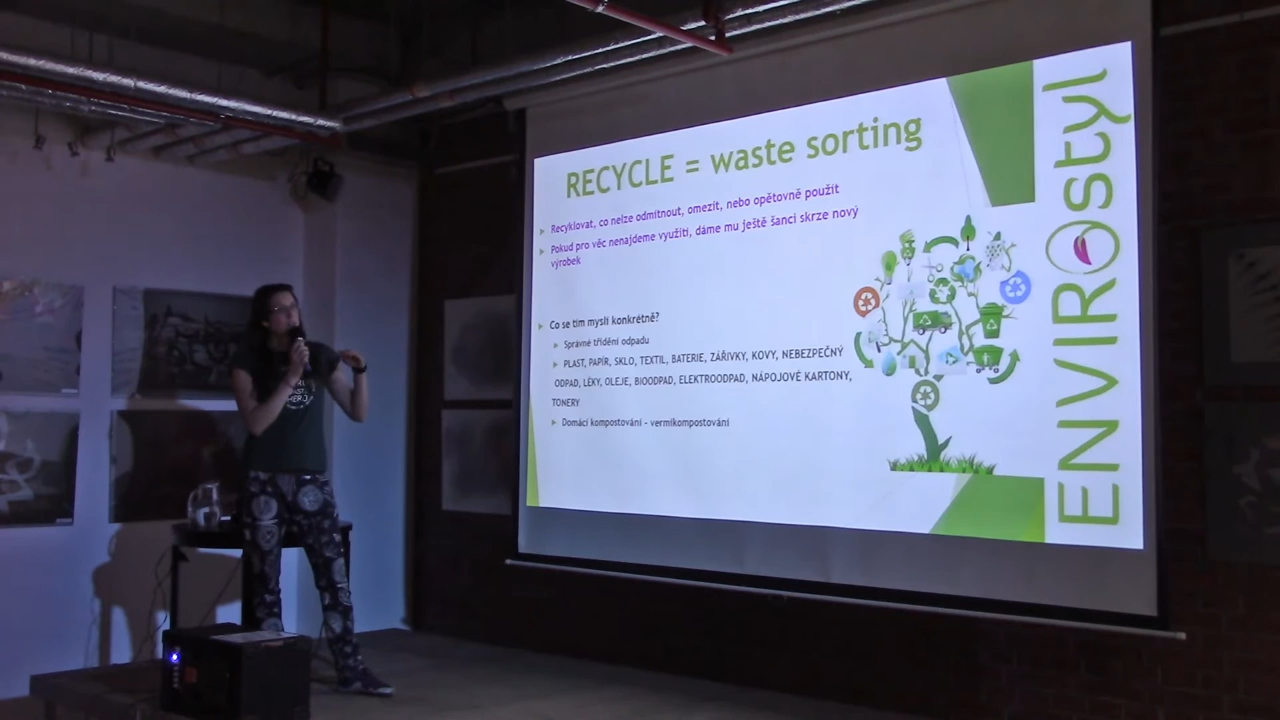 RECYCLE = waste sorting
Recyklovat, co nelze odmítnout, omezit, nebo opětovně použít
Pokud pro věc nenajdeme využití, dáme mu ještě šanci skrze nový
výrobek
Co se tím myslí konkrétně?
Správné třídění odpadu
PLAST, PAPÍR, SKLO, TEXTIL, BATERIE, ZÁŘIVKY, KOVY, NEBEZPEČNÝ
ODPAD, LÉKY, OLEJE, BIOODPAD, ELEKTROODPAD, NÁPOJOVÉ KARTONY,
TONERY
Domácí kompostování - vermikompostování
ENVIROstyl